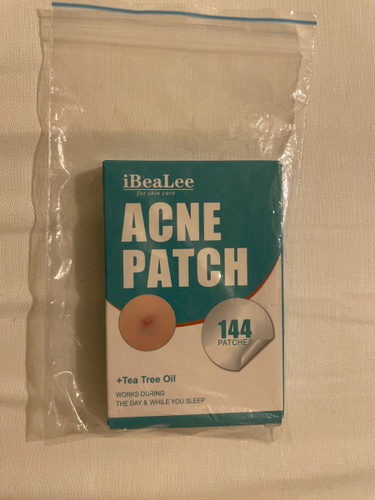 iBeaLee
for skin care
ACNE
PATCH
144
PATCHES
+Tea Tree Oil
WORKS DURING
THE DAY & WHILE YOU SLEEP